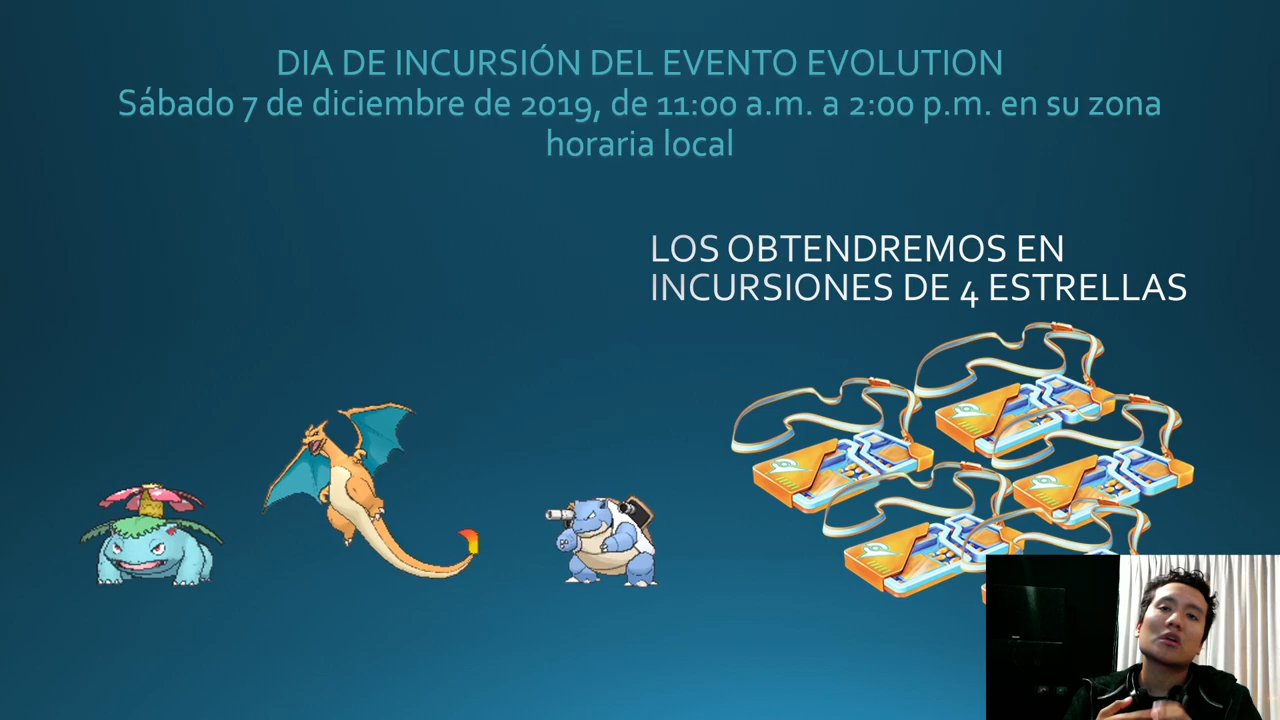 DIA DE INCURSIÓN DEL EVENTO EVOLUTION
Sábado 7 de diciembre de 2019, de 11:00 a.m. a 2:00 p.m. en su zona
horaria local
LOS OBTENDREMOS EN
INCURSIONES DE 4 ESTRELLAS